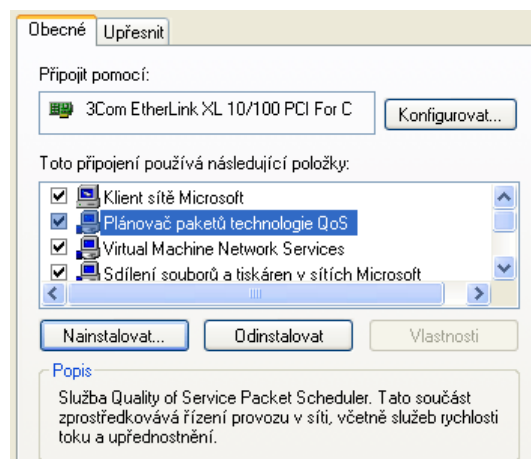 Obecné
Upřesnit
Připojit pomocí:
3Com EtherLink XL 10/100 PCI For C
Konfigurovat...
Toto připojení používá následující položky:
Klient sítě Microsoft
Plánovač paketů technologie QoS
Virtual Machine Network Services
Sdílení souborů a tiskáren v sítích Microsoft
Nainstalovat...
Odinstalovat
Vlastnosti
Popis
Služba Quality of Service Packet Scheduler. Tato součást
zprostředkovává řízení provozu v síti, včetně služeb rychlosti
toku a upřednostnění.